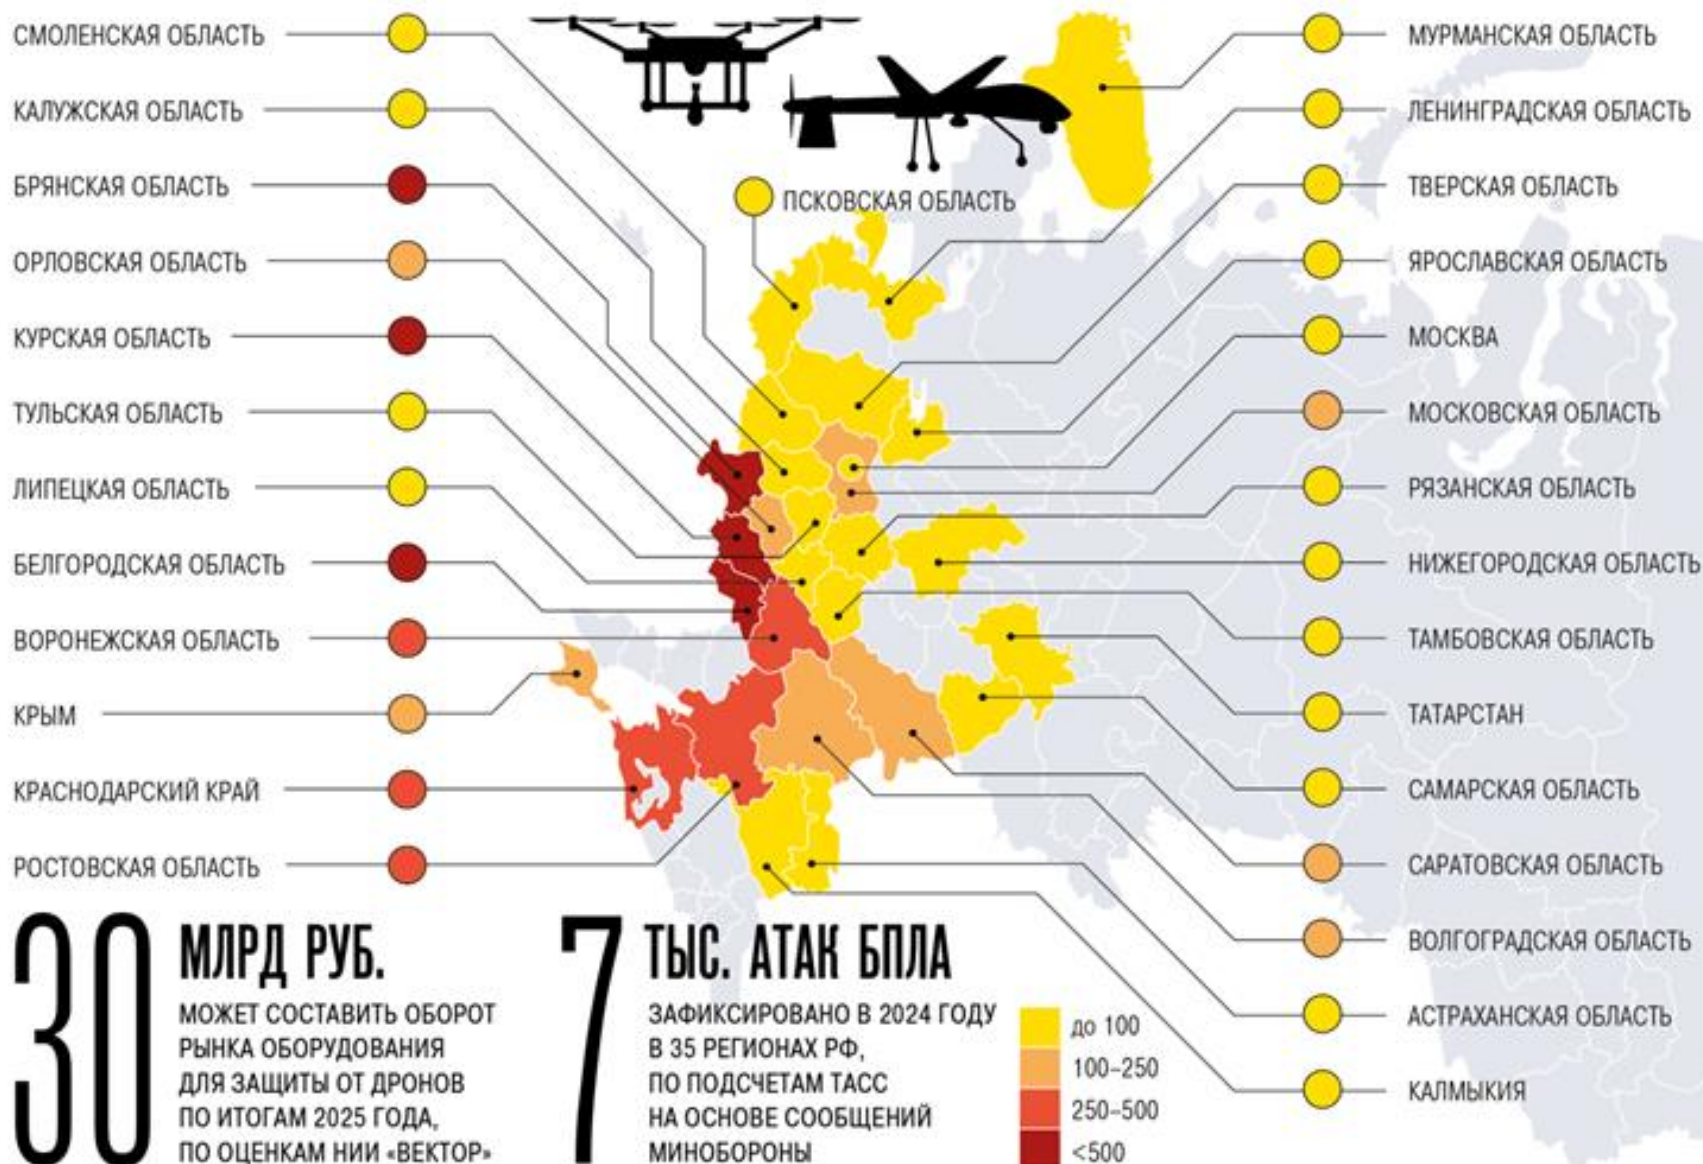 СМОЛЕНСКАЯ ОБЛАСТЬ
КАЛУЖСКАЯ ОБЛАСТЬ
БРЯНСКАЯ ОБЛАСТЬ
ОРЛОВСКАЯ ОБЛАСТЬ
КУРСКАЯ ОБЛАСТЬ
ТУЛЬСКАЯ ОБЛАСТЬ
ЛИПЕЦКАЯ ОБЛАСТЬ
БЕЛГОРОДСКАЯ ОБЛАСТЬ
ВОРОНЕЖСКАЯ ОБЛАСТЬ
КРЫМ
КРАСНОДАРСКИЙ КРАЙ
РОСТОВСКАЯ ОБЛАСТЬ
ПСКОВСКАЯ ОБЛАСТЬ
МУРМАНСКАЯ ОБЛАСТЬ
ЛЕНИНГРАДСКАЯ ОБЛАСТЬ
ТВЕРСКАЯ ОБЛАСТЬ
ЯРОСЛАВСКАЯ ОБЛАСТЬ
МОСКВА
МОСКОВСКАЯ ОБЛАСТЬ
РЯЗАНСКАЯ ОБЛАСТЬ
НИЖЕГОРОДСКАЯ ОБЛАСТЬ
ТАМБОВСКАЯ ОБЛАСТЬ
ТАТАРСТАН
САМАРСКАЯ ОБЛАСТЬ
САРАТОВСКАЯ ОБЛАСТЬ
ВОЛГОГРАДСКАЯ ОБЛАСТЬ
АСТРАХАНСКАЯ ОБЛАСТЬ
КАЛМЫКИЯ
30 МЛРД РУБ.
МОЖЕТ СОСТАВИТЬ ОБОРОТ
РЫНКА ОБОРУДОВАНИЯ
ДЛЯ ЗАЩИТЫ ОТ ДРОНОВ
ПО ИТОГАМ 2025 ГОДА,
ПО ОЦЕНКАМ НИИ «ВЕКТОР»
7 ТЫС. АТАК БПЛА
ЗАФИКСИРОВАНО В 2024 ГОДУ
В 35 РЕГИОНАХ РФ,
ПО ПОДСЧЕТАМ ТАСС
НА ОСНОВЕ СООБЩЕНИЙ
МИНОБОРОНЫ
до 100
100–250
250–500
<500